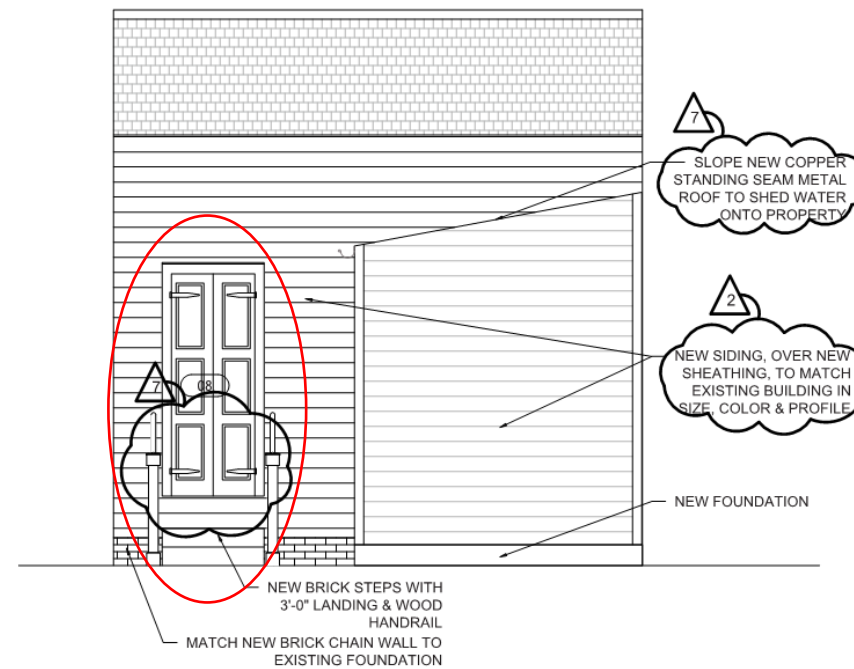 7
SLOPE NEW COPPER
STANDING SEAM METAL
ROOF TO SHED WATER
ONTO PROPERTY
2
NEW SIDING, OVER NEW
SHEATHING, TO MATCH
EXISTING BUILDING IN
SIZE, COLOR & PROFILE
7
08
NEW FOUNDATION
NEW BRICK STEPS WITH
3'-0" LANDING & WOOD
HANDRAIL
MATCH NEW BRICK CHAIN WALL TO
EXISTING FOUNDATION